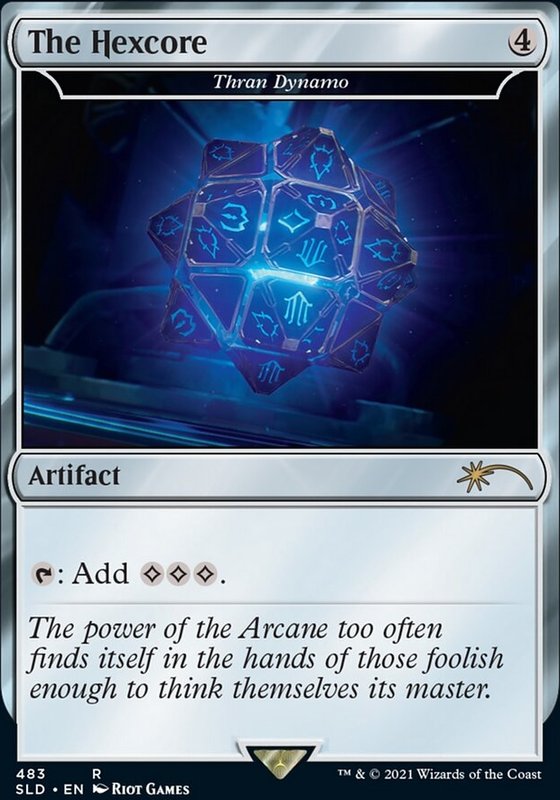 The Hexcore 4
Thran Dynamo
Artifact
: Add .
The power of the Arcane too often
finds itself in the hands of those foolish
enough to think themselves its master.
483 R
SLD • EN Riot Games
™ & © 2021 Wizards of the Coast